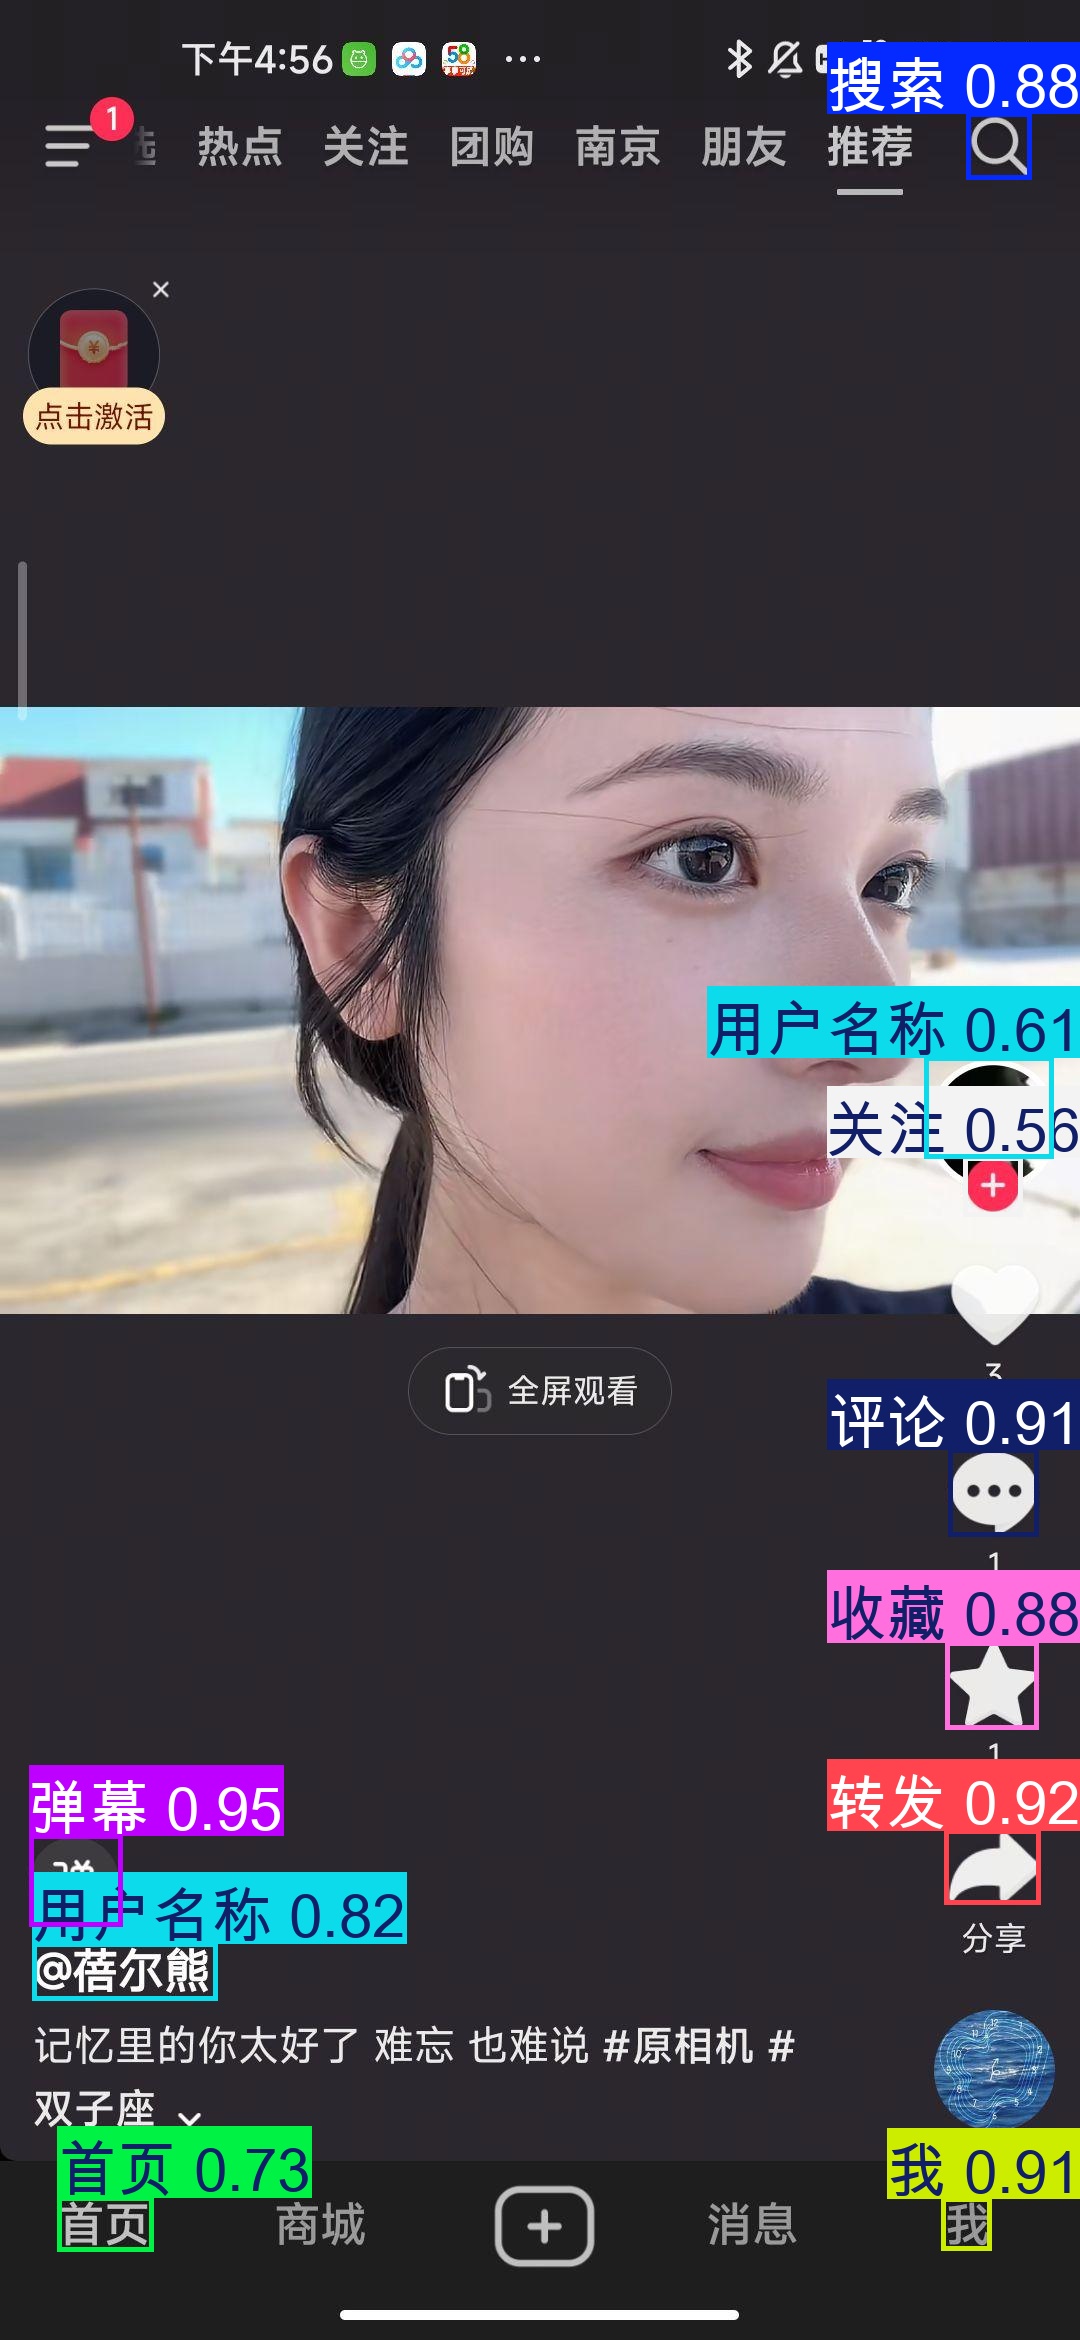 下午4:56 58 ...
搜索 0.88
1
热点 关注 团购 南京 朋友 推荐
点击激活
用户名称 0.61
关注 0.56
3
全屏观看
评论 0.91
1
收藏 0.88
1
弹幕 0.95
转发 0.92
用户名称 0.82
分享
@蓓尔熊
记忆里的你太好了 难忘 也难说 #原相机 #
双子座
首页 0.73
我 0.91
首页 商城 消息 我